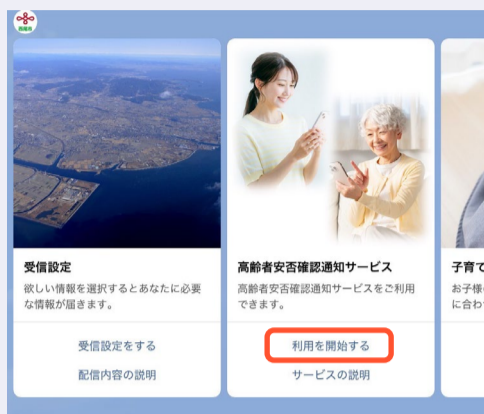 受信設定
欲しい情報を選択するとあなたに必要
な情報が届きます。
受信設定をする
配信内容の説明
高齢者安否確認通知サービス
高齢者安否確認通知サービスをご利用
できます。
利用を開始する
サービスの説明
子育て
お子様
に合わ